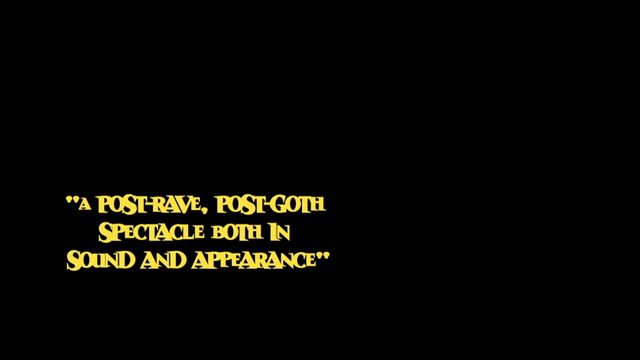 "A POST-RAVE, POST-GOTH
SPECTACLE BOTH IN
SOUND AND APPEARANCE"